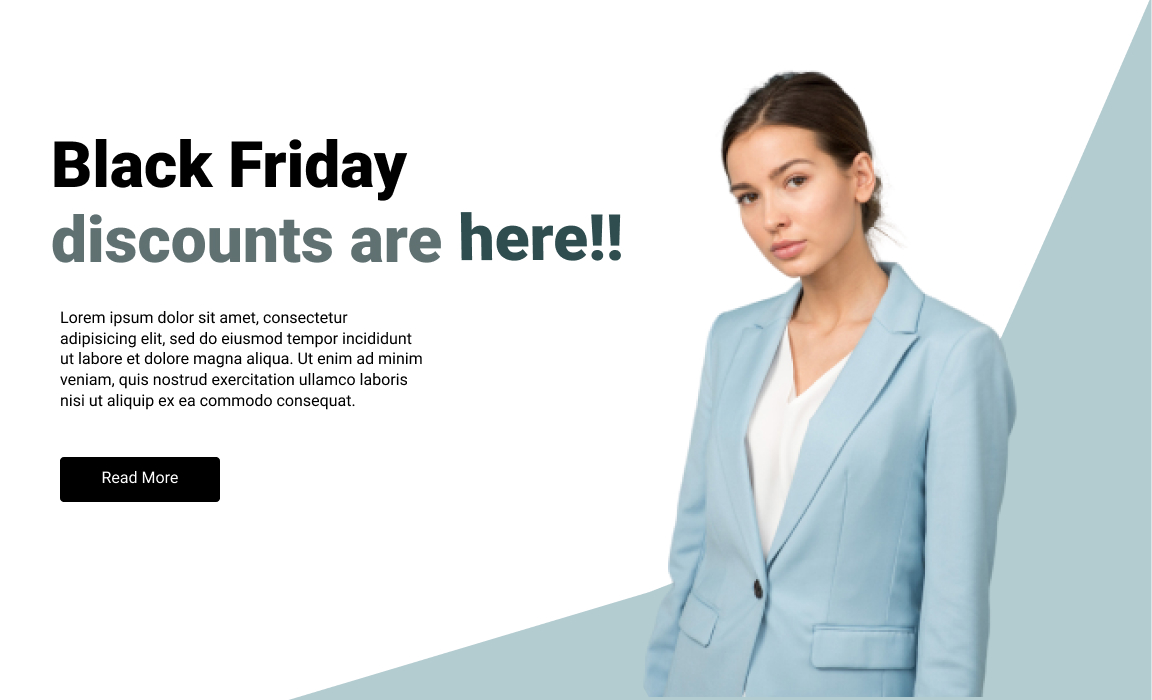 Black Friday
discounts are here!!
Lorem ipsum dolor sit amet, consectetur
adipisicing elit, sed do eiusmod tempor incididunt
ut labore et dolore magna aliqua. Ut enim ad minim
veniam, quis nostrud exercitation ullamco laboris
nisi ut aliquip ex ea commodo consequat.
Read More